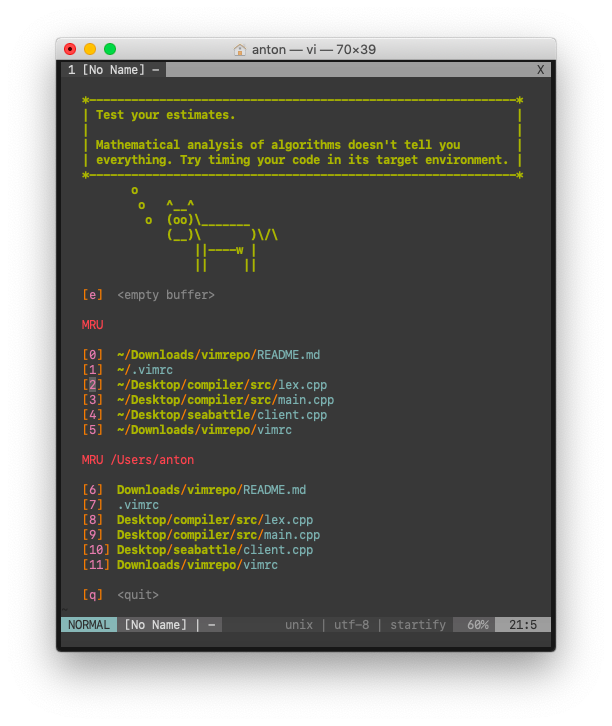 anton — vi — 70×39
1 [No Name] — X
*-------------------------------------------------------------*
| Test your estimates. |
| |
| Mathematical analysis of algorithms doesn't tell you |
| everything. Try timing your code in its target environment. |
*-------------------------------------------------------------*
o
o ^__^
o (oo)\_______
(__)\ )\/\
||----w |
|| ||
[e] <empty buffer>
MRU
[0] ~/Downloads/vimrepo/README.md
[1] ~/.vimrc
[2] ~/Desktop/compiler/src/lex.cpp
[3] ~/Desktop/compiler/src/main.cpp
[4] ~/Desktop/seabattle/client.cpp
[5] ~/Downloads/vimrepo/vimrc
MRU /Users/anton
[6] Downloads/vimrepo/README.md
[7] .vimrc
[8] Desktop/compiler/src/lex.cpp
[9] Desktop/compiler/src/main.cpp
[10] Desktop/seabattle/client.cpp
[11] Downloads/vimrepo/vimrc
[q] <quit>
~
NORMAL [No Name] | - unix | utf-8 | startify 60% 21:5